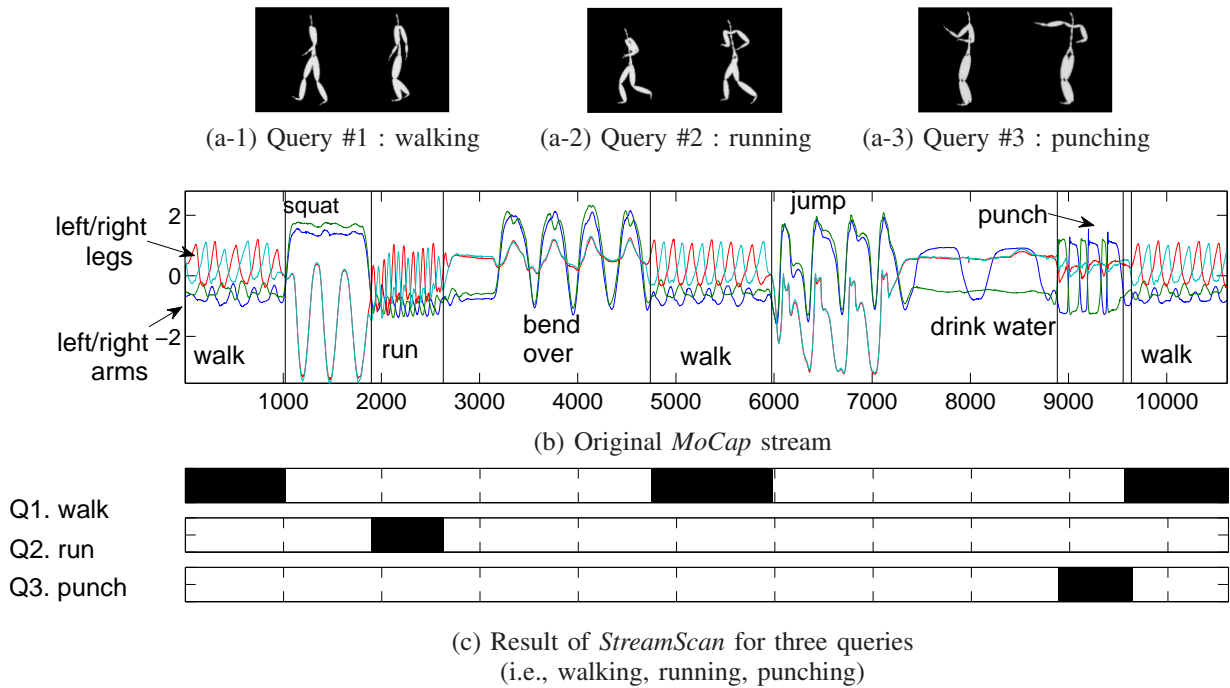 (a-1) Query #1 : walking
(a-2) Query #2 : running
(a-3) Query #3 : punching
2
0
−2
left/right
legs
left/right
arms
squat
jump
punch
walk
run
bend
over
walk
drink water
walk
1000 2000 3000 4000 5000 6000 7000 8000 9000 10000
(b) Original MoCap stream
Q1. walk
Q2. run
Q3. punch
(c) Result of StreamScan for three queries
(i.e., walking, running, punching)